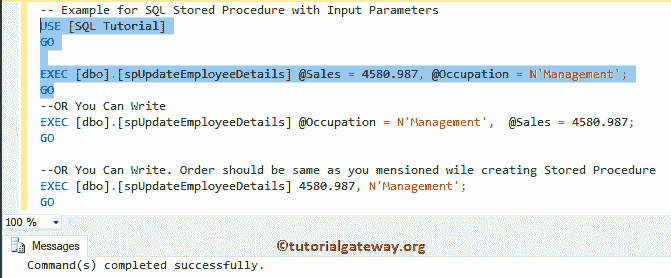 -- Example for SQL Stored Procedure with Input Parameters
USE [SQL Tutorial]
GO
EXEC [dbo].[spUpdateEmployeeDetails] @Sales = 4580.987, @Occupation = N'Management';
GO
--OR You Can Write
EXEC [dbo].[spUpdateEmployeeDetails] @Occupation = N'Management',  @Sales = 4580.987;
GO
--OR You Can Write. Order should be same as you mensioned wile creating Stored Procedure
EXEC [dbo].[spUpdateEmployeeDetails] 4580.987, N'Management';
GO
100 %
Messages
©tutorialgateway.org
Command(s) completed successfully.